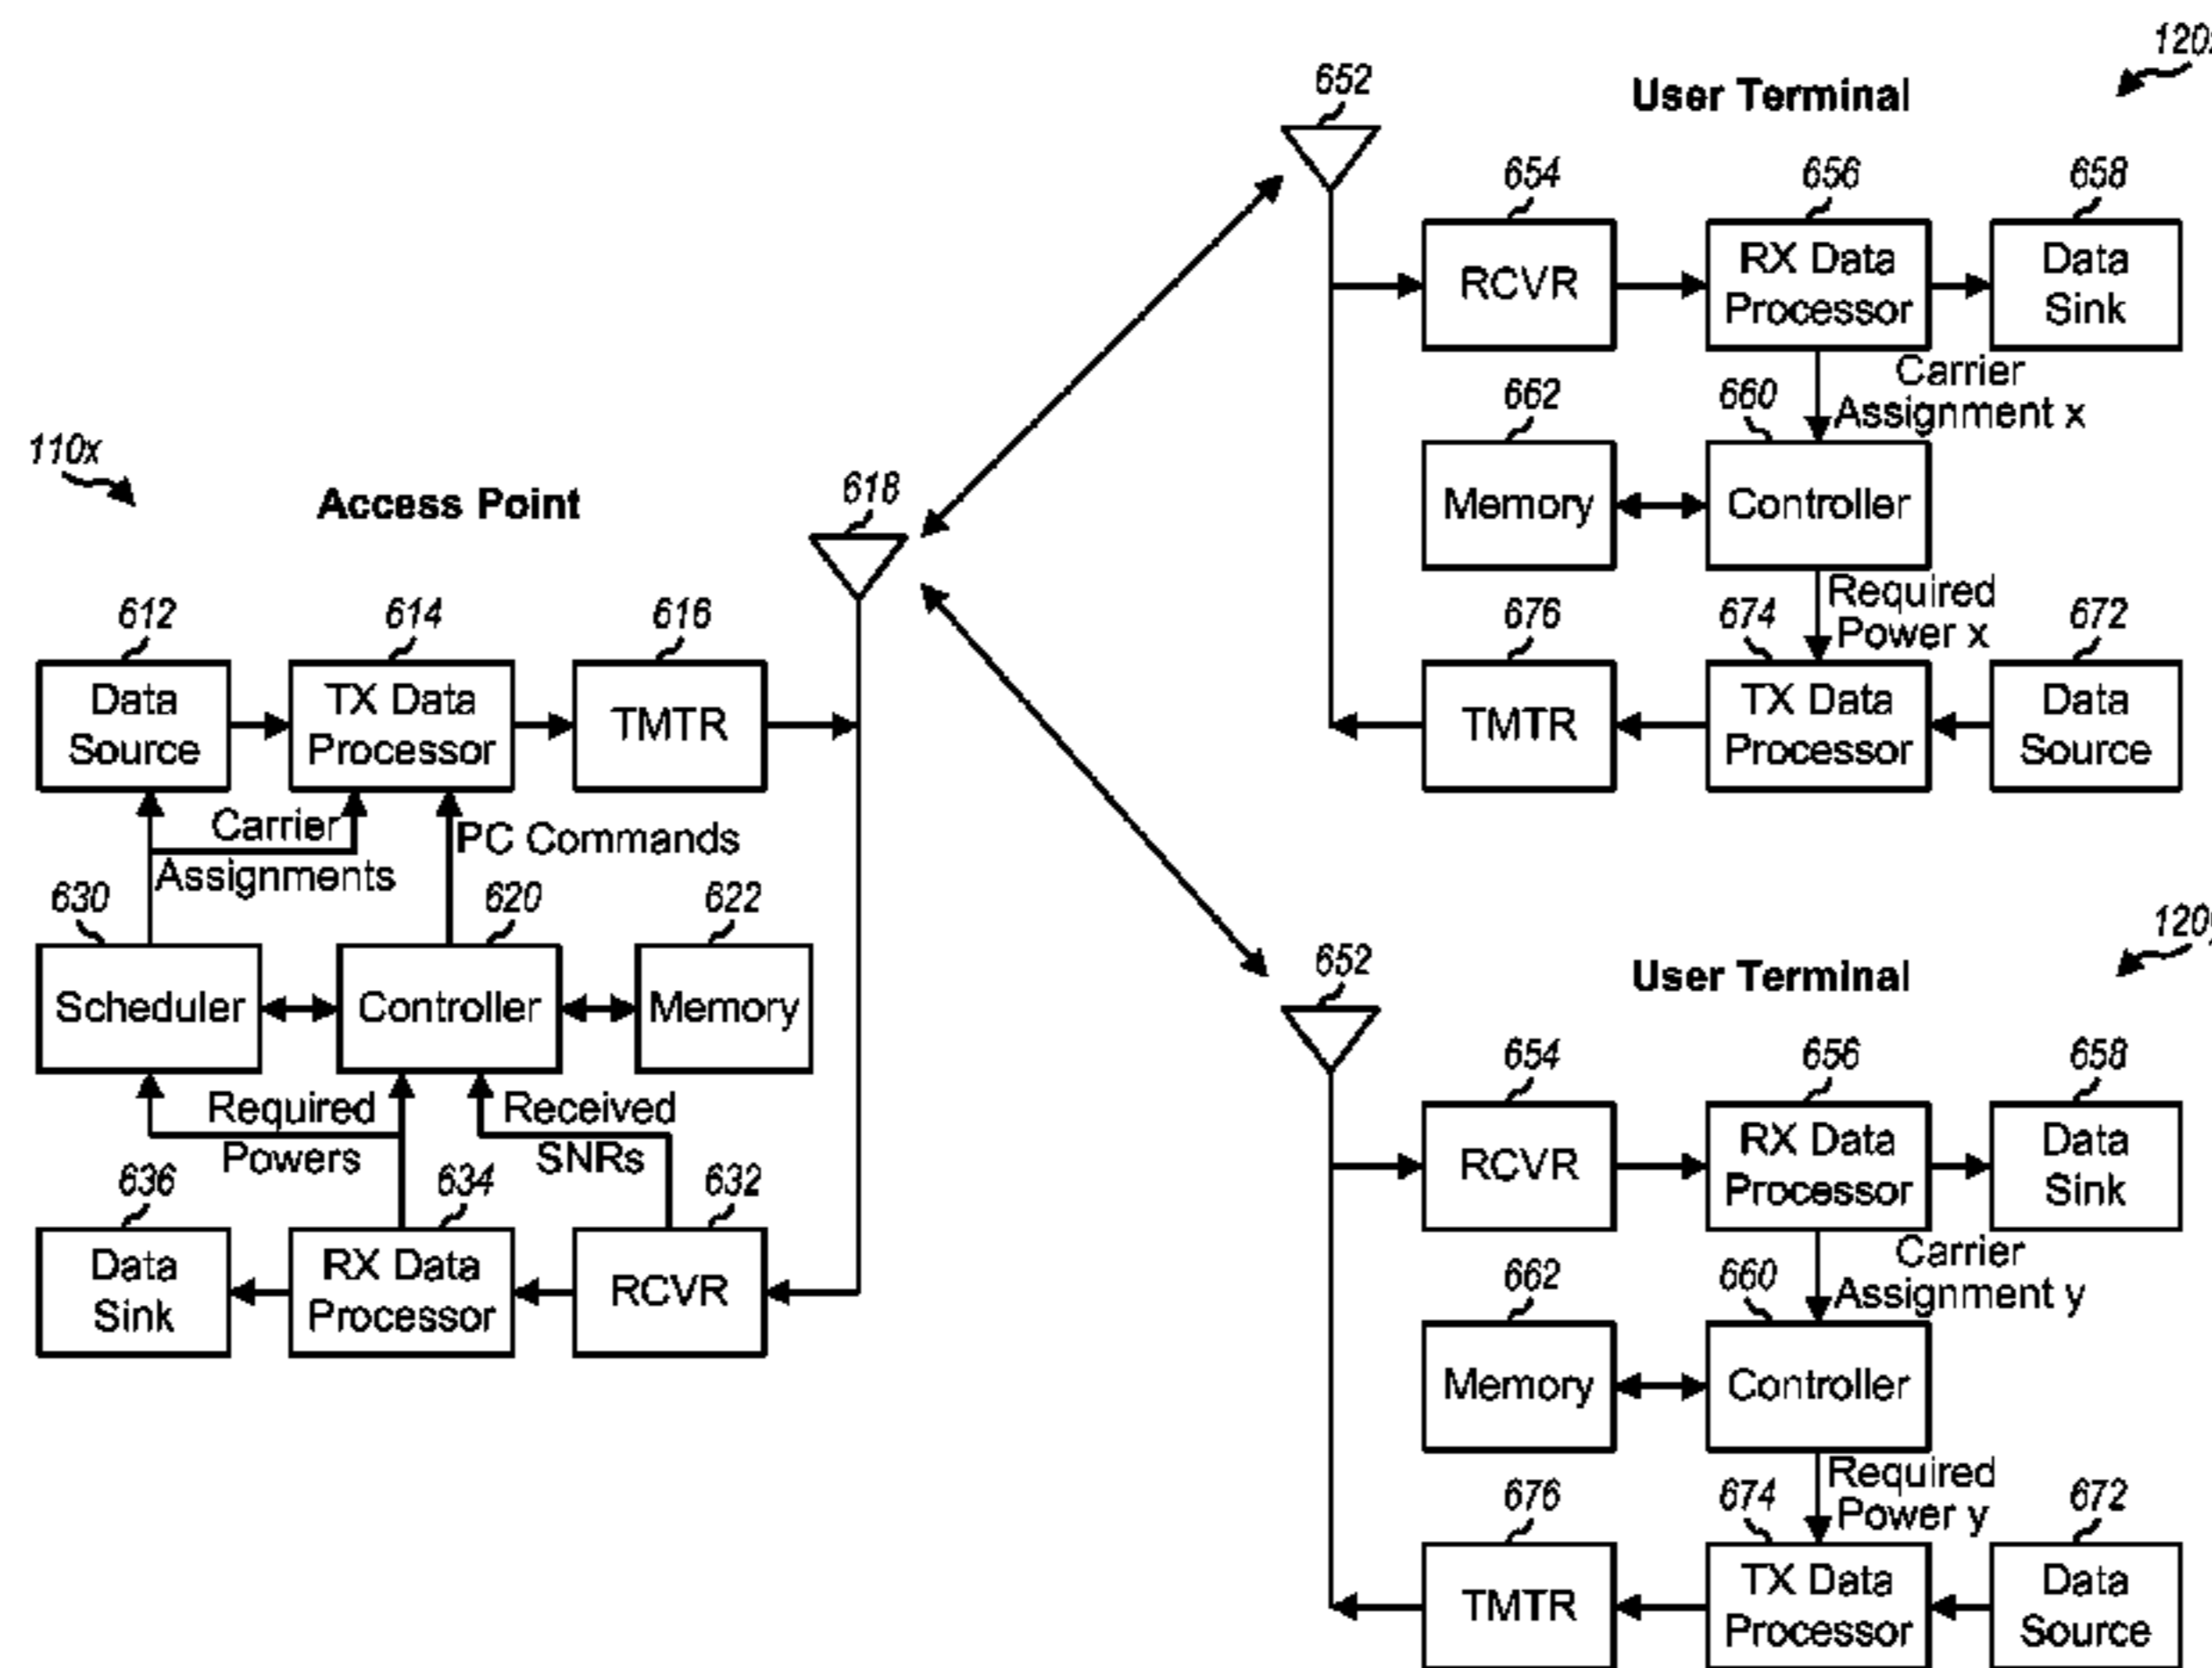 120
652
User Terminal
654
656
658
RCVR
RX Data
Processor
Data
Sink
Carrier
Assignment x
662
660
Memory
Controller
Required
Power x
676
674
672
TMTR
TX Data
Processor
Data
Source
110x
Access Point
618
612
614
616
Data
Source
TX Data
Processor
TMTR
Carrier
Assignments
PC Commands
630
620
622
Scheduler
Controller
Memory
Required
Powers
Received
SNRs
636
634
632
Data
Sink
RX Data
Processor
RCVR
120
652
User Terminal
654
656
658
RCVR
RX Data
Processor
Data
Sink
Carrier
Assignment y
662
660
Memory
Controller
Required
Power y
676
674
672
TMTR
TX Data
Processor
Data
Source